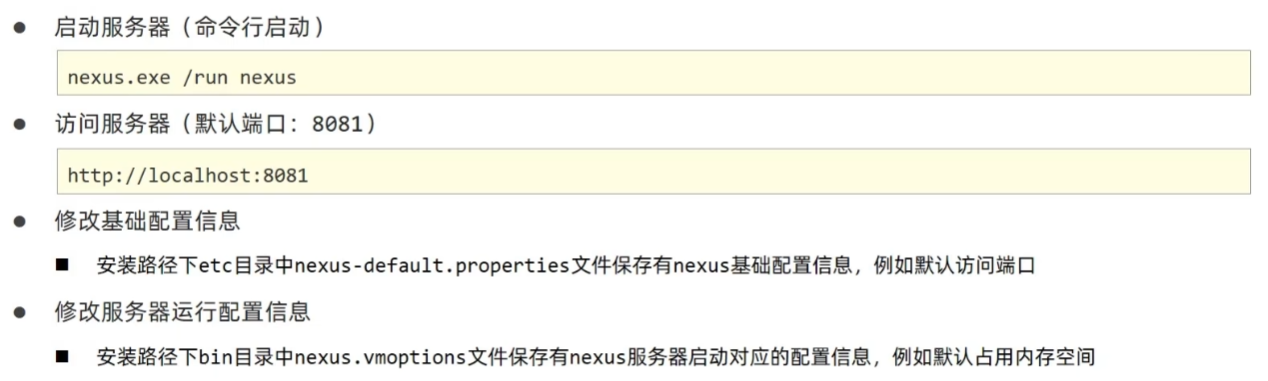 启动服务器（命令行启动）
nexus.exe /run nexus
访问服务器（默认端口：8081）
http://localhost:8081
修改基础配置信息
安装路径下etc目录中nexus-default.properties文件保存有nexus基础配置信息，例如默认访问端口
修改服务器运行配置信息
安装路径下bin目录中nexus.vmoptions文件保存有nexus服务器启动对应的配置信息，例如默认占用内存空间